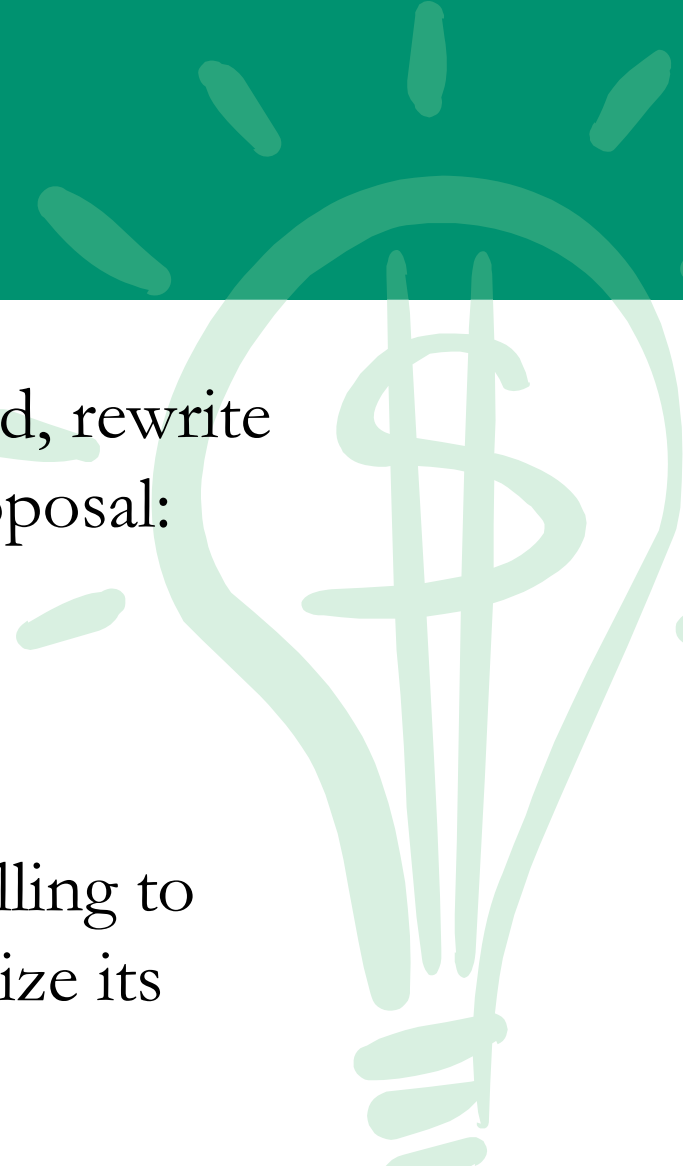 d, rewrite
posal:
lling to
ize its